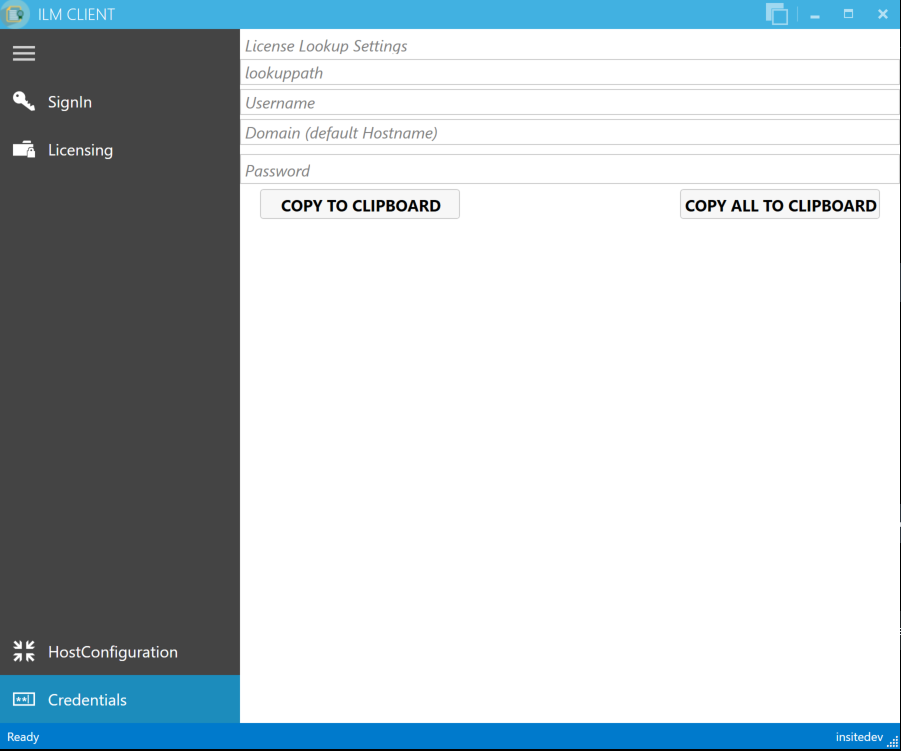 ILM CLIENT
SignIn
Licensing
HostConfiguration
Credentials
License Lookup Settings
lookuppath
Username
Domain (default Hostname)
Password
COPY TO CLIPBOARD
COPY ALL TO CLIPBOARD
Ready
insitedev